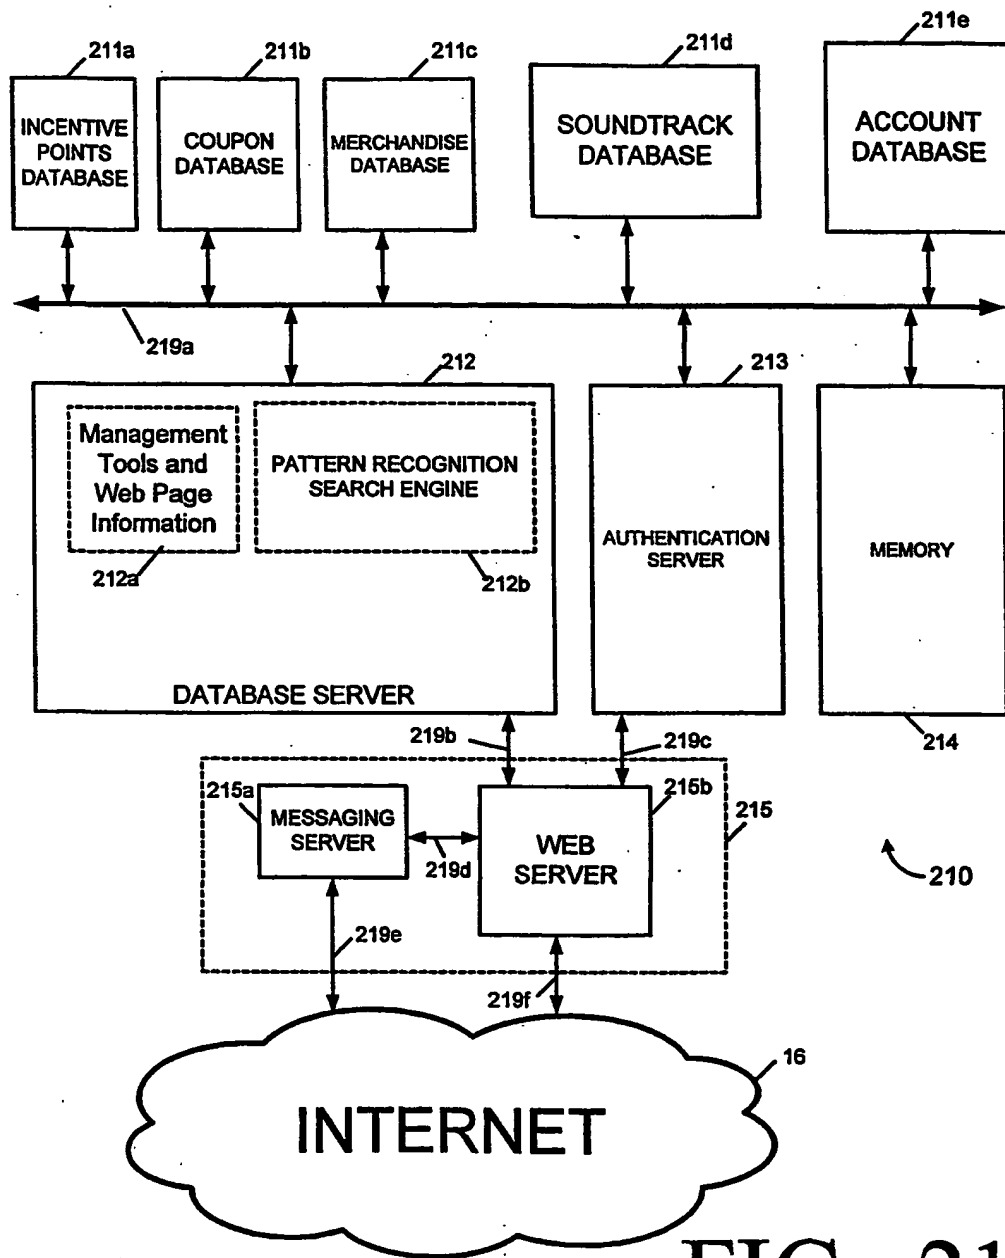 211a
211b
211c
211d
211e
INCENTIVE
POINTS
DATABASE
COUPON
DATABASE
MERCHANDISE
DATABASE
SOUNDTRACK
DATABASE
ACCOUNT
DATABASE
219a
212
213
Management
Tools and
Web Page
Information
212a
PATTERN RECOGNITION
SEARCH ENGINE
212b
DATABASE SERVER
AUTHENTICATION
SERVER
MEMORY
214
219b
219c
215a
MESSAGING
SERVER
219d
WEB
SERVER
215b
215
210
219e
219f
16
INTERNET
FIG. 21